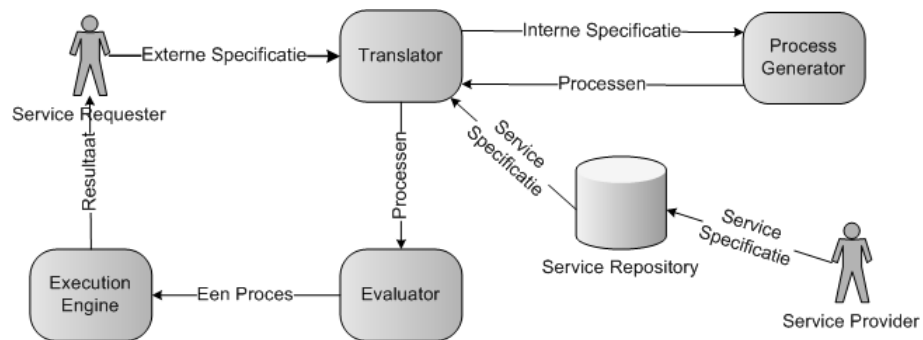 Externe Specificatie
Translator
Interne Specificatie
Process
Generator
Processen
Service Requester
Resultaat
Processen
Service
Specificatie
Service
Specificatie
Service Repository
Execution
Engine
Een Proces
Evaluator
Service Provider